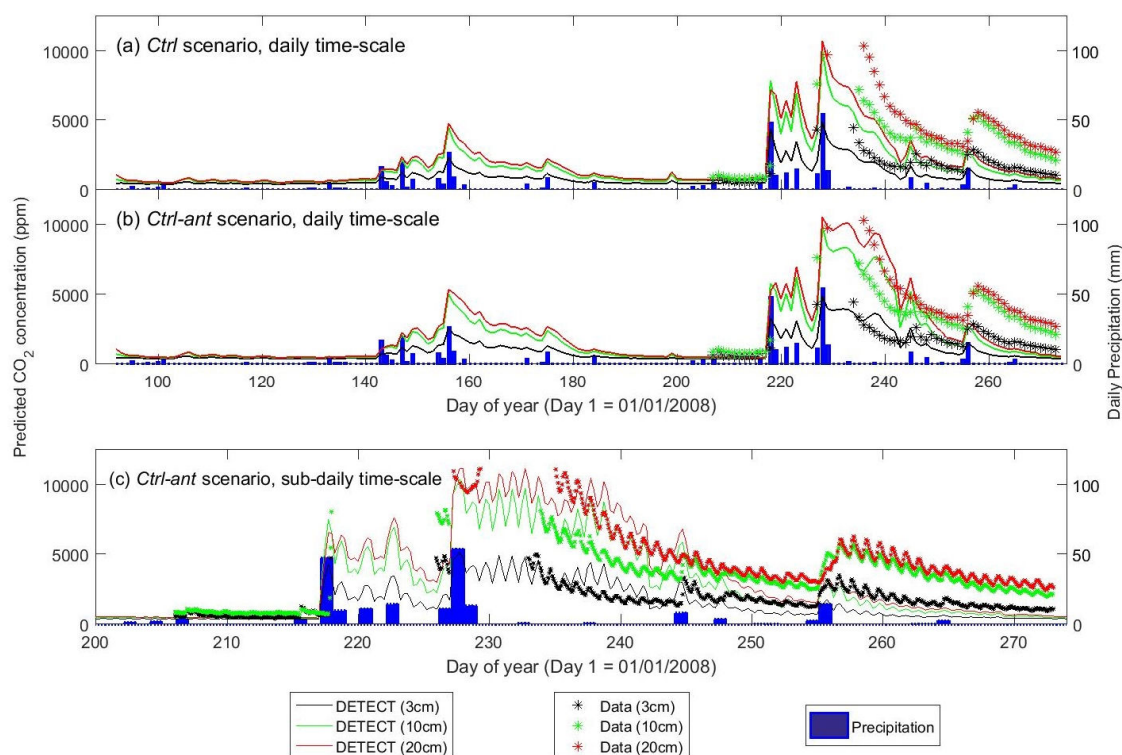 (a) Ctrl scenario, daily time-scale
10000
5000
0
100
50
0
(b) Ctrl-ant scenario, daily time-scale
10000
5000
0
100
50
0
100 120 140 160 180 200 220 240 260
Day of year (Day 1 = 01/01/2008)
Predicted CO2 concentration (ppm)
Daily Precipitation (mm)
(c) Ctrl-ant scenario, sub-daily time-scale
10000
5000
0
100
50
0
200 210 220 230 240 250 260 270
Day of year (Day 1 = 01/01/2008)
DETECT (3cm)
DETECT (10cm)
DETECT (20cm)
Data (3cm)
Data (10cm)
Data (20cm)
Precipitation